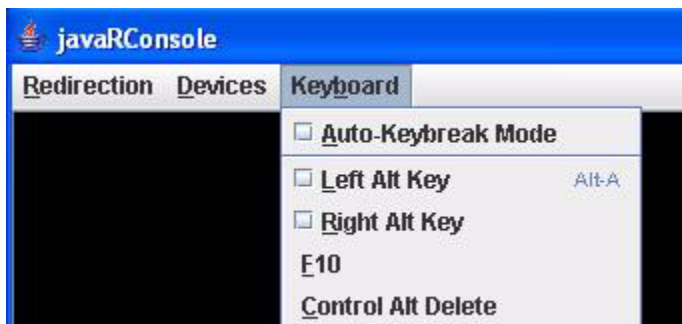 javaRConsole
Redirection Devices Keyboard
Auto-Keybreak Mode
Left Alt Key Alt-A
Right Alt Key
F10
Control Alt Delete